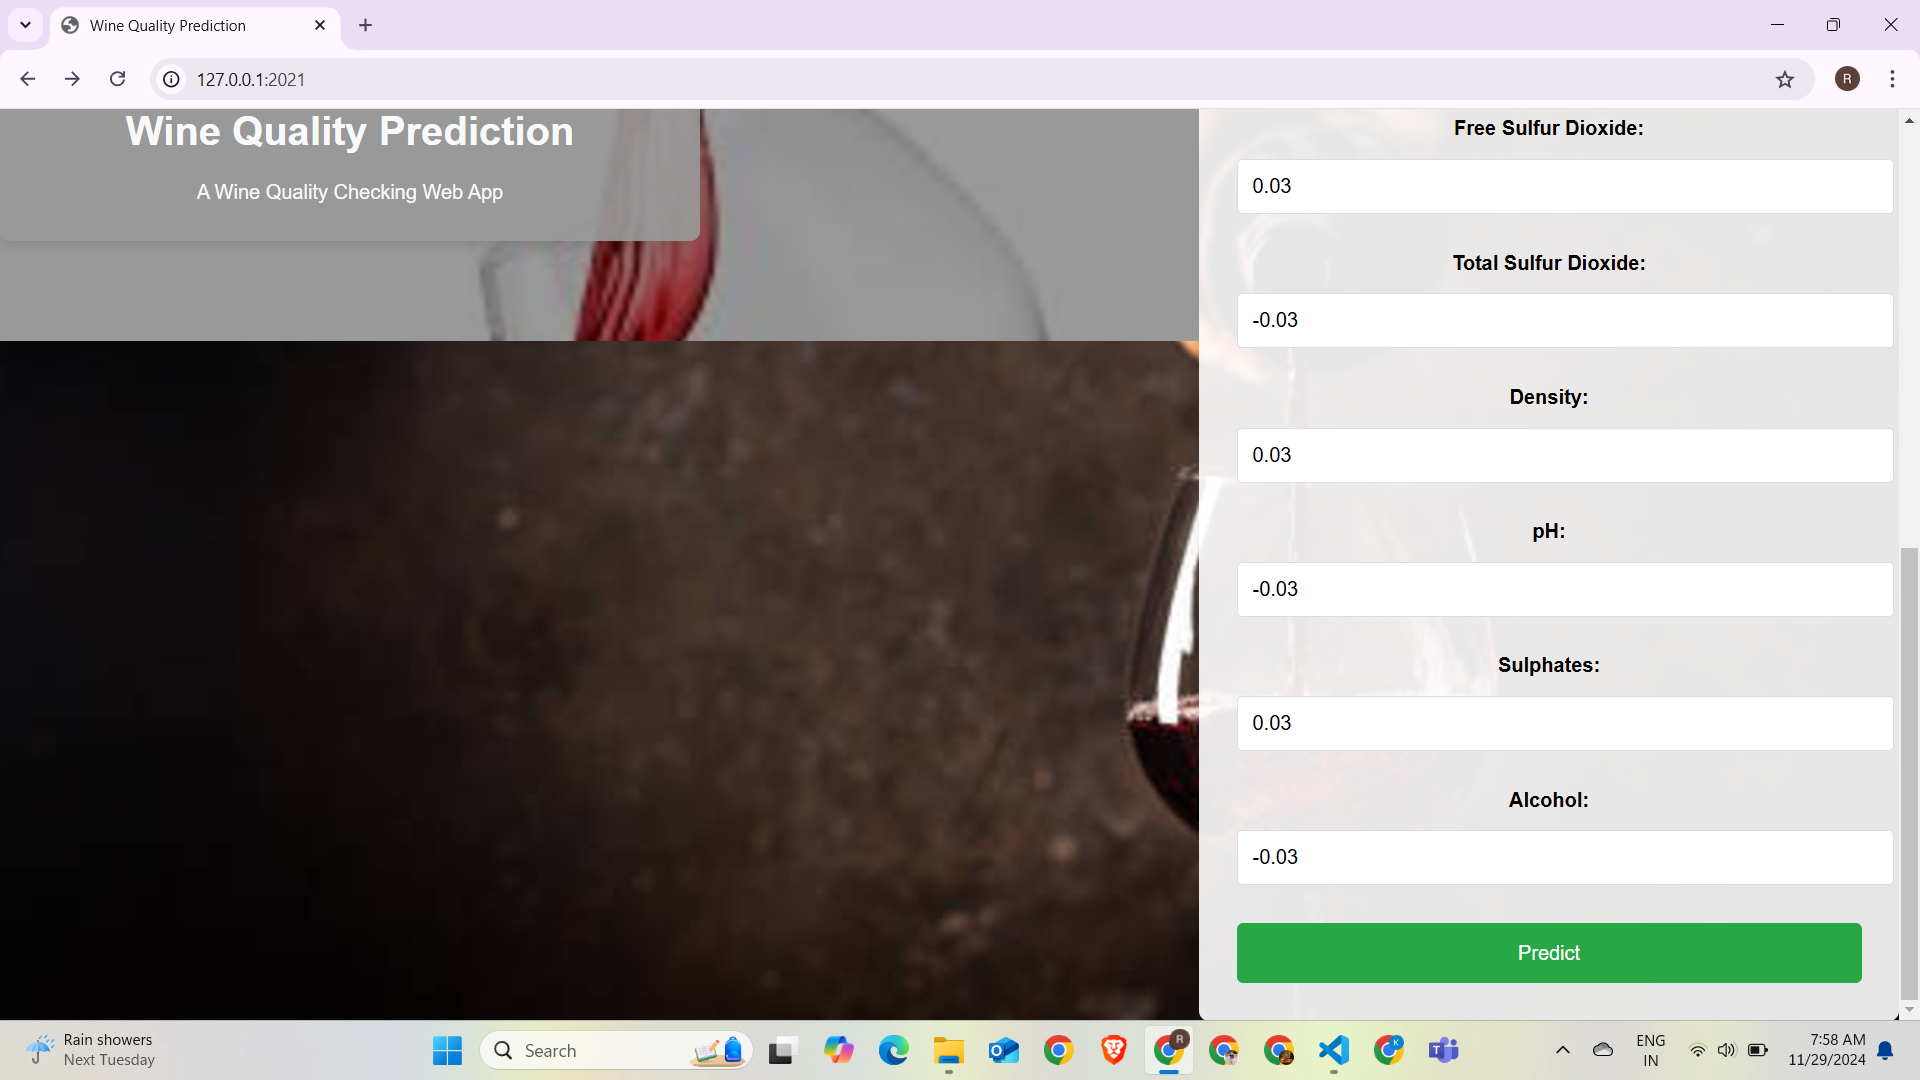 Wine Quality Prediction
127.0.0.1:2021
R
Wine Quality Prediction
A Wine Quality Checking Web App
Free Sulfur Dioxide:
0.03
Total Sulfur Dioxide:
-0.03
Density:
0.03
pH:
-0.03
Sulphates:
0.03
Alcohol:
-0.03
Predict
Rain showers
Next Tuesday
Search
R
K
ENG
IN
7:58 AM
11/29/2024